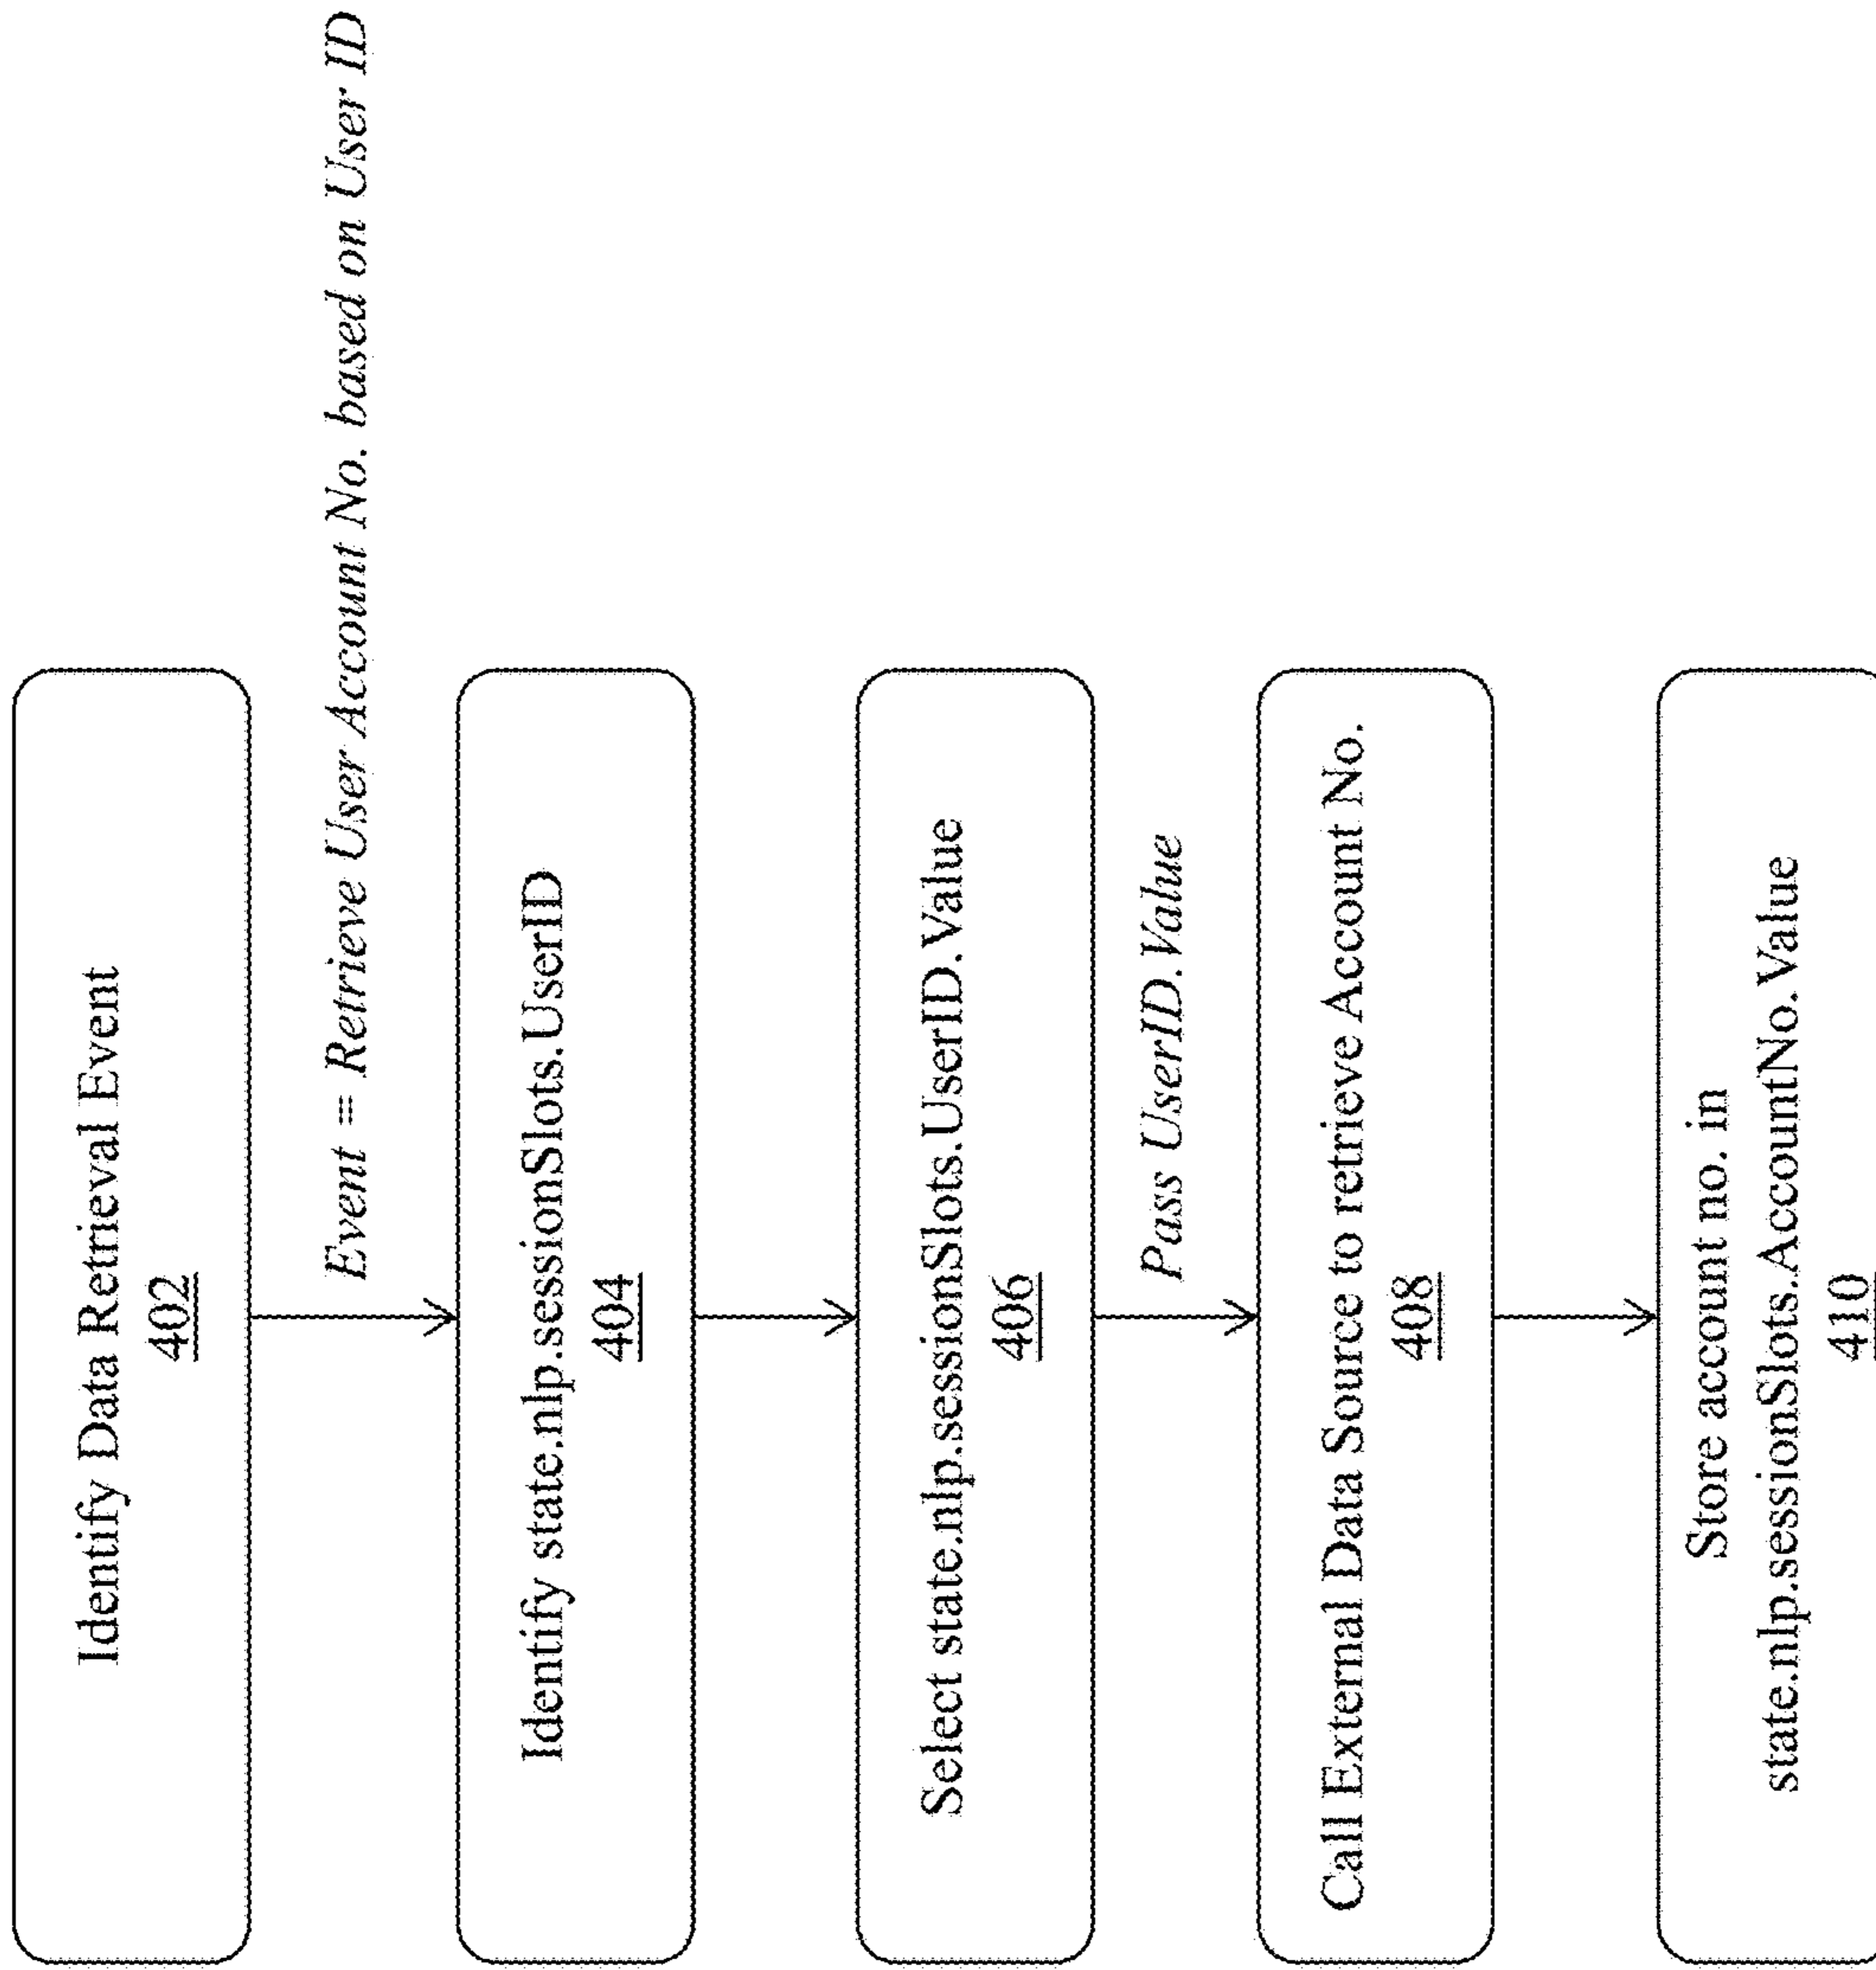 Identify Data Retrieval Event
402
Event = Retrieve User Account No. based on User ID
Identify state.nlp.sessionSlots.UserID
404
Select state.nlp.sessionSlots.UserID.Value
406
Pass UserID.Value
Call External Data Source to retrieve Account No.
408
Store account no. in
state.nlp.sessionSlots.AccountNo.Value
410